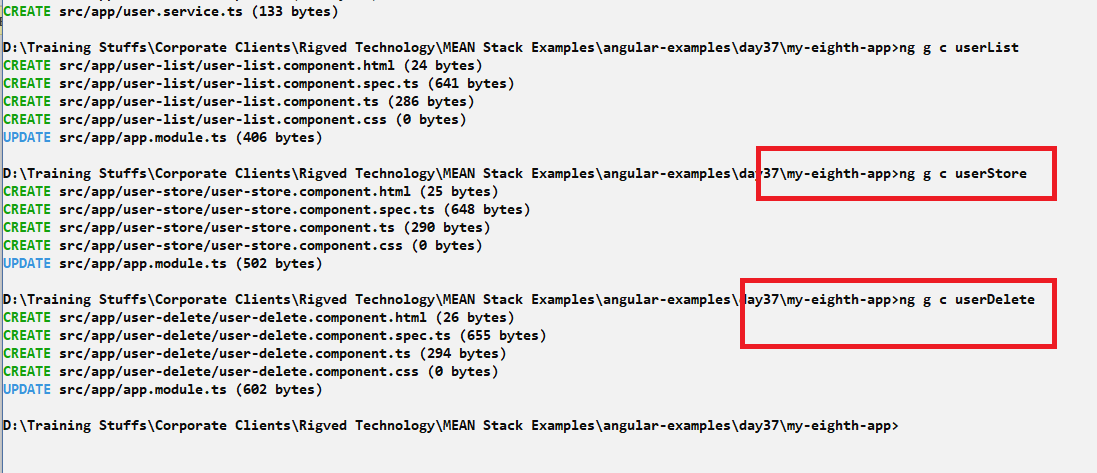 CREATE src/app/user.service.ts (133 bytes)
D:\Training Stuffs\Corporate Clients\Rigved Technology\MEAN Stack Examples\angular-examples\day37\my-eighth-app>ng g c userList
CREATE src/app/user-list/user-list.component.html (24 bytes)
CREATE src/app/user-list/user-list.component.spec.ts (641 bytes)
CREATE src/app/user-list/user-list.component.ts (286 bytes)
CREATE src/app/user-list/user-list.component.css (0 bytes)
UPDATE src/app/app.module.ts (406 bytes)
D:\Training Stuffs\Corporate Clients\Rigved Technology\MEAN Stack Examples\angular-examples\day37\my-eighth-app>ng g c userStore
CREATE src/app/user-store/user-store.component.html (25 bytes)
CREATE src/app/user-store/user-store.component.spec.ts (648 bytes)
CREATE src/app/user-store/user-store.component.ts (290 bytes)
CREATE src/app/user-store/user-store.component.css (0 bytes)
UPDATE src/app/app.module.ts (502 bytes)
D:\Training Stuffs\Corporate Clients\Rigved Technology\MEAN Stack Examples\angular-examples\day37\my-eighth-app>ng g c userDelete
CREATE src/app/user-delete/user-delete.component.html (26 bytes)
CREATE src/app/user-delete/user-delete.component.spec.ts (655 bytes)
CREATE src/app/user-delete/user-delete.component.ts (294 bytes)
CREATE src/app/user-delete/user-delete.component.css (0 bytes)
UPDATE src/app/app.module.ts (602 bytes)
D:\Training Stuffs\Corporate Clients\Rigved Technology\MEAN Stack Examples\angular-examples\day37\my-eighth-app>